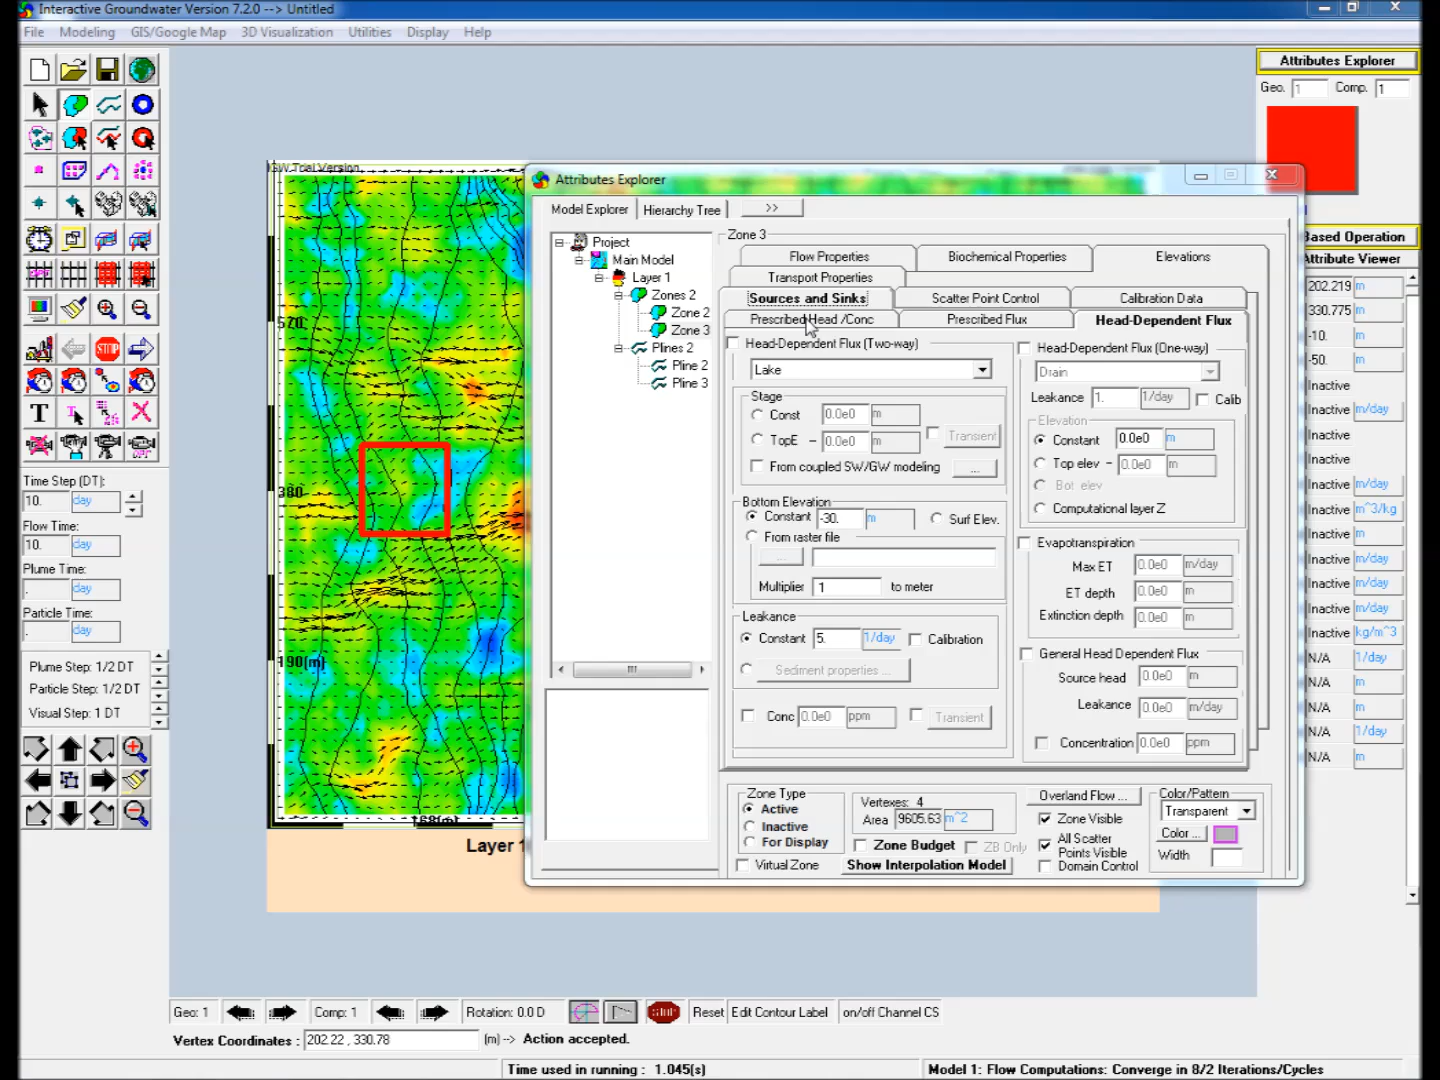 Interactive Groundwater Version 7.2.0 --> Untitled
File Modeling GIS/Google Map 3D Visualization Utilities Display Help
Attributes Explorer
Geo. 1 Comp. 1
IGW Trial Version
Attributes Explorer
Model Explorer Hierarchy Tree >>
Project
Main Model
Layer 1
Zones 2
Zone 2
Zone 3
Plines 2
Pline 2
Pline 3
Zone 3
Flow Properties Biochemical Properties Elevations
Transport Properties
Sources and Sinks Scatter Point Control Calibration Data
Prescribed Head /Conc Prescribed Flux Head-Dependent Flux
Head-Dependent Flux (Two-way)
Lake
Stage
Const 0.0e0 m
TopE - 0.0e0 m Transient
From coupled SW/GW modeling ...
Bottom Elevation
Constant -30. m Surf Elev.
From raster file
...
Multiplier 1 to meter
Leakance
Constant 5. 1/day Calibration
Sediment properties ...
Conc 0.0e0 ppm Transient
Head-Dependent Flux (One-way)
Drain
Leakance 1. 1/day Calib
Elevation
Constant 0.0e0 m
Top elev - 0.0e0 m
Bot elev
Computational layer Z
Evapotranspiration
Max ET 0.0e0 m/day
ET depth 0.0e0 m
Extinction depth 0.0e0 m
General Head Dependent Flux
Source head 0.0e0 m
Leakance 0.0e0 m/day
Concentration 0.0e0 ppm
Zone Type
Active
Inactive
For Display
Virtual Zone
Vertexes: 4
Area 9605.63 m^2
Zone Budget ZB Only
Show Interpolation Model
Overland Flow ...
Zone Visible
All Scatter
Points Visible
Domain Control
Color/Pattern
Transparent
Color ...
Width
Based Operation
Attribute Viewer
202.219 m
330.775 m
-10. m
-50. m
Inactive
Inactive m/day
Inactive
Inactive
Inactive m/day
Inactive m^3/kg
Inactive m
Inactive m/day
Inactive m/day
Inactive m/day
Inactive kg/m^3
N/A 1/day
N/A m
N/A m
N/A 1/day
N/A m
570
380
190(m)
168(m)
Layer 1
T
Time Step (DT):
10. day
Flow Time:
10. day
Plume Time:
. day
Particle Time:
. day
Plume Step: 1/2 DT
Particle Step: 1/2 DT
Visual Step: 1 DT
Geo: 1 Comp: 1 Rotation: 0.0 D STOP Reset Edit Contour Label on/off Channel CS
Vertex Coordinates : 202.22 , 330.78 (m) --> Action accepted.
Time used in running : 1.045(s) Model 1: Flow Computations: Converge in 8/2 Iterations/Cycles